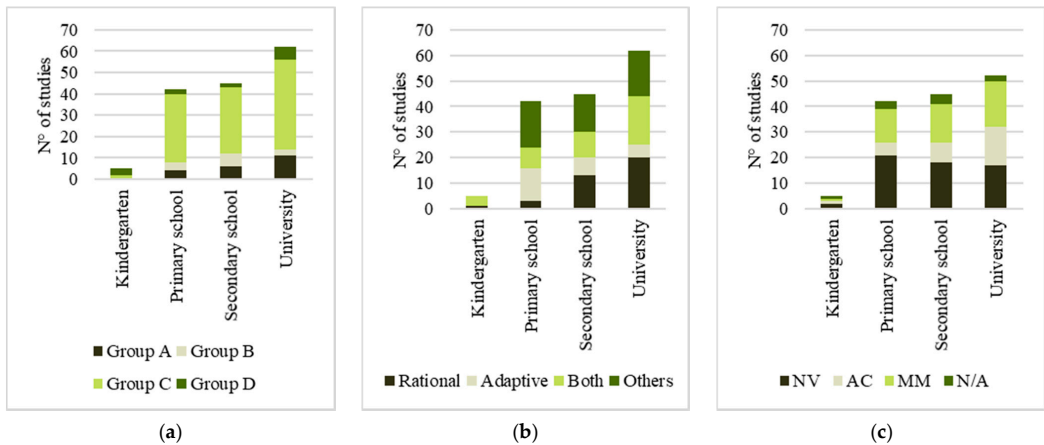 70
60
50
40
30
20
10
0
N° of studies
Kindergarten
Primary school
Secondary school
University
Group A Group B
Group C Group D
(a)
70
60
50
40
30
20
10
0
N° of studies
Kindergarten
Primary school
Secondary school
University
Rational Adaptive Both Others
(b)
70
60
50
40
30
20
10
0
N° of studies
Kindergarten
Primary school
Secondary school
University
NV AC MM N/A
(c)